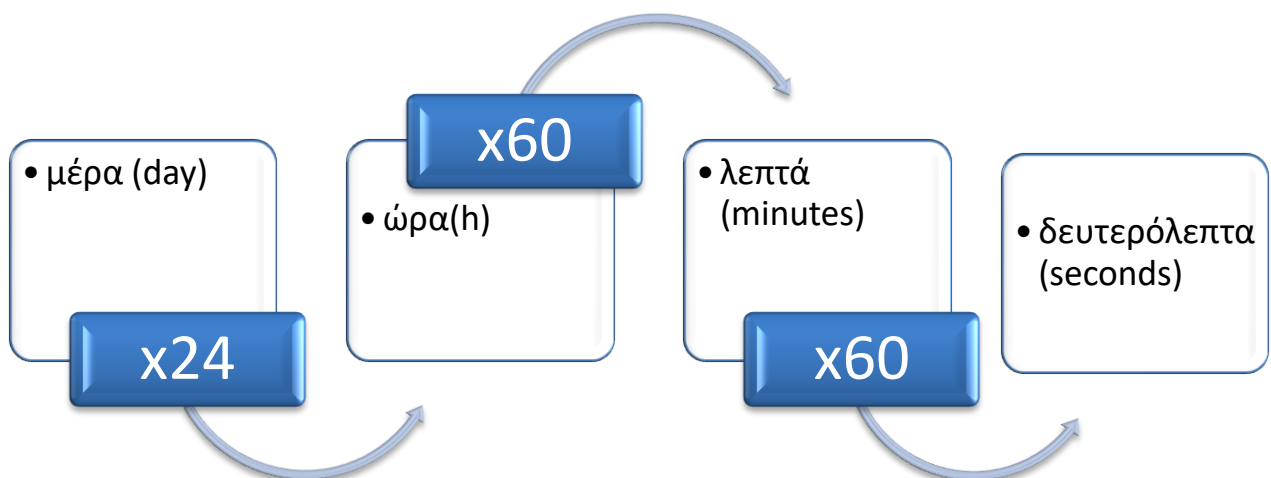 • μέρα (day)
x24
x60
• ώρα(h)
• λεπτά
(minutes)
x60
• δευτερόλεπτα
(seconds)